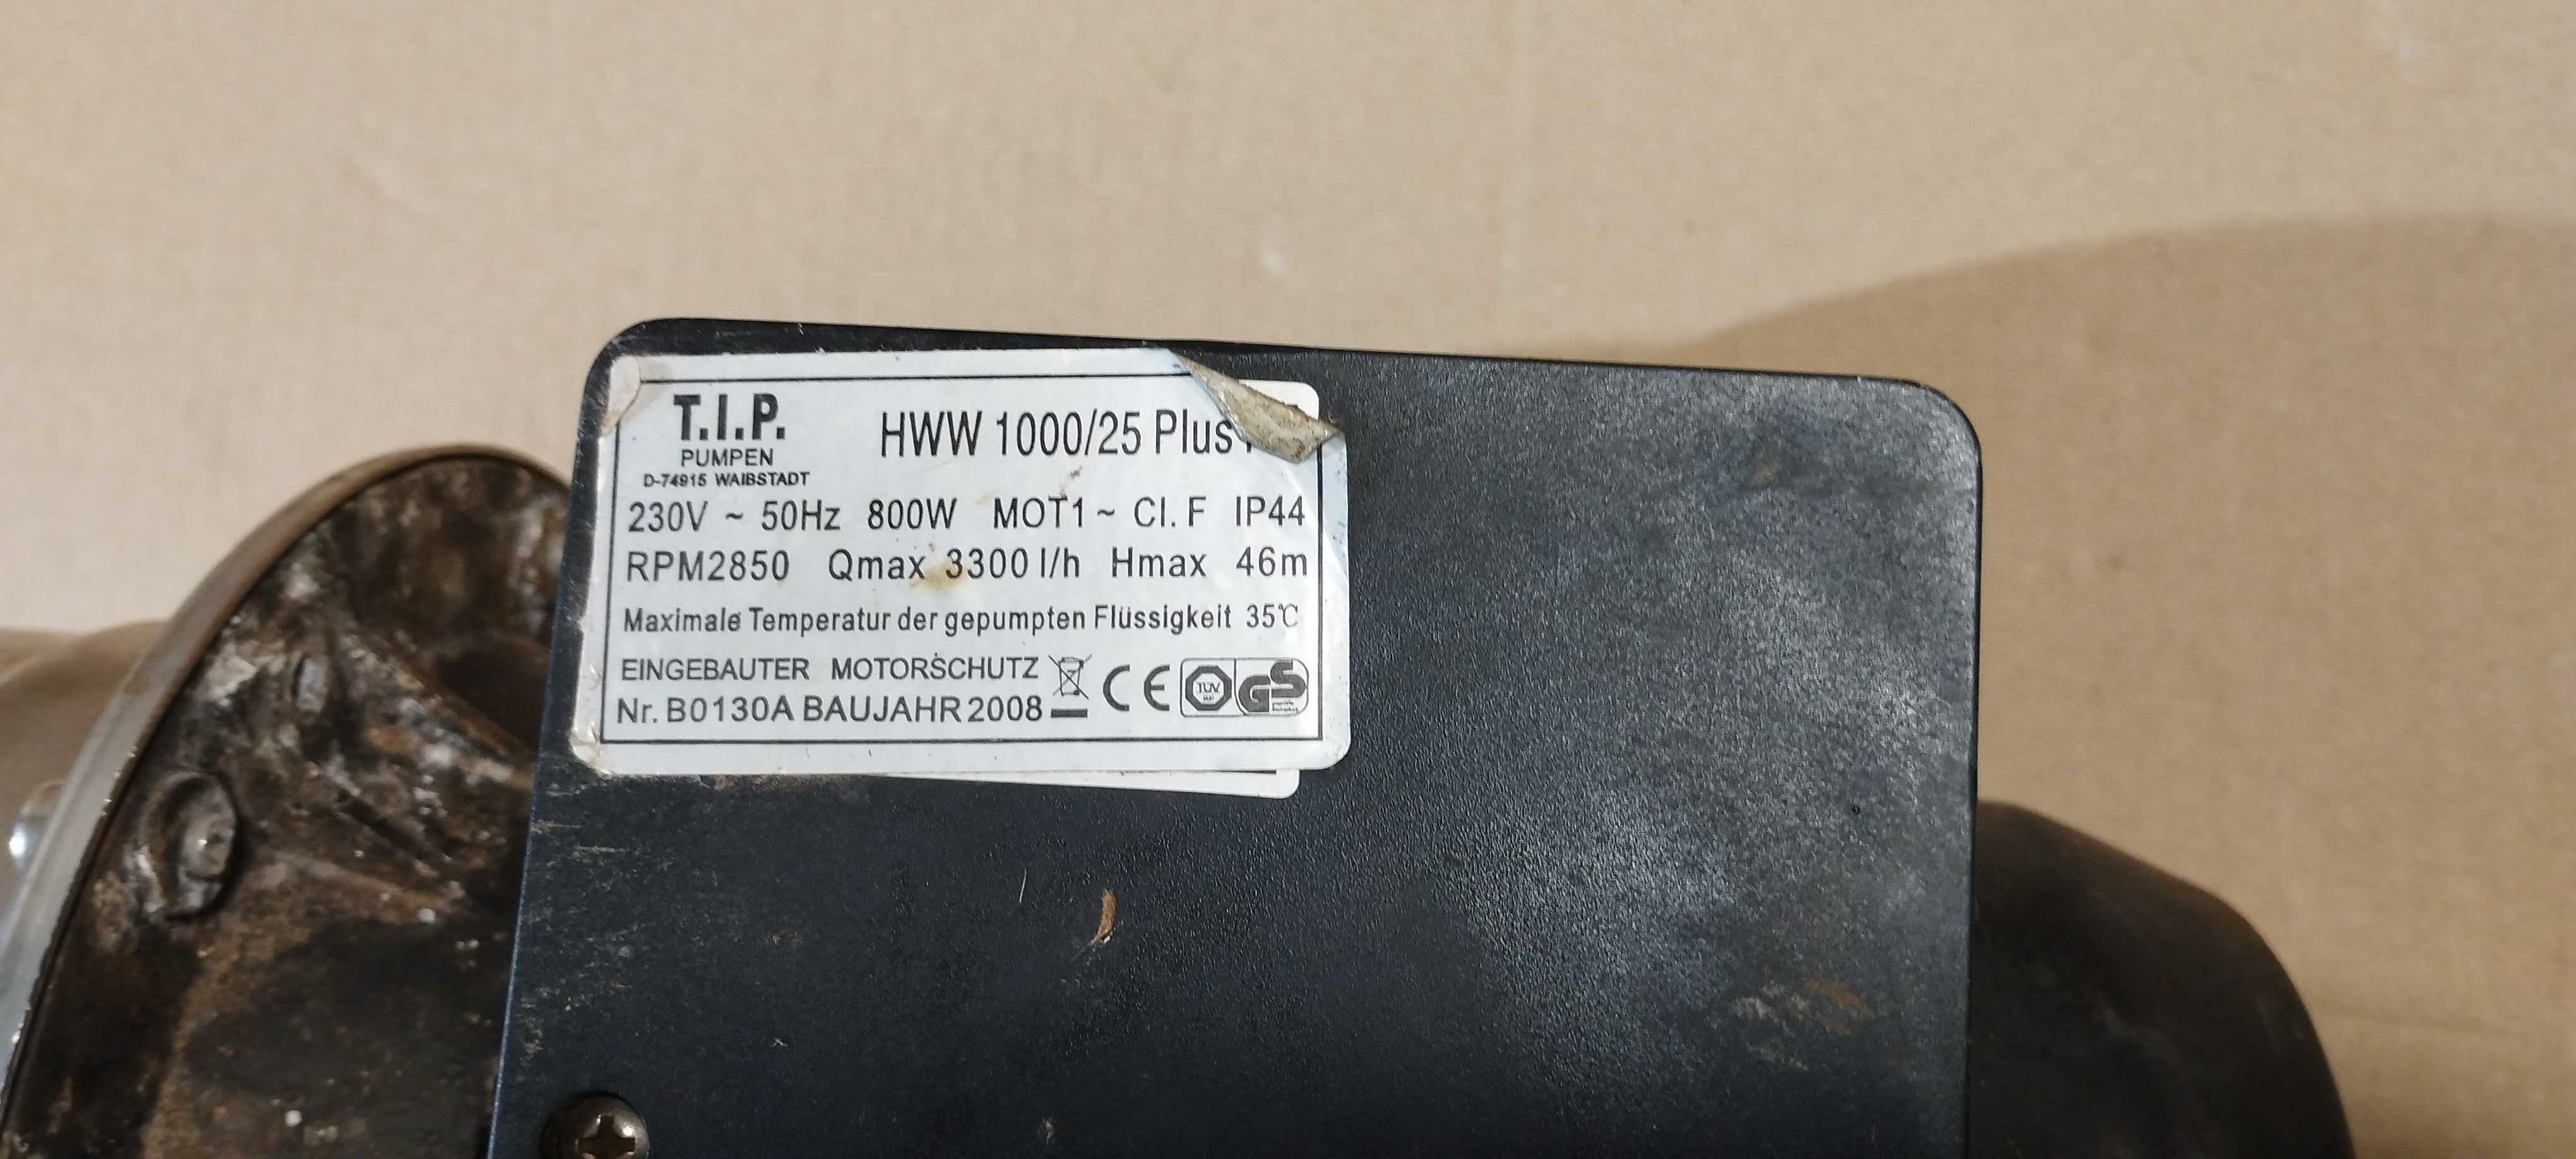 T.I.P.
PUMPEN
D-74915 WAIBSTADT
HWW 1000/25 Plus
230V ~ 50Hz 800W MOT1~ Cl. F IP44
RPM2850 Qmax 3300 l/h Hmax 46m
Maximale Temperatur der gepumpten Flüssigkeit 35℃
EINGEBAUTER MOTORSCHUTZ
Nr. B0130A BAUJAHR 2008
CE
TÜV
GS